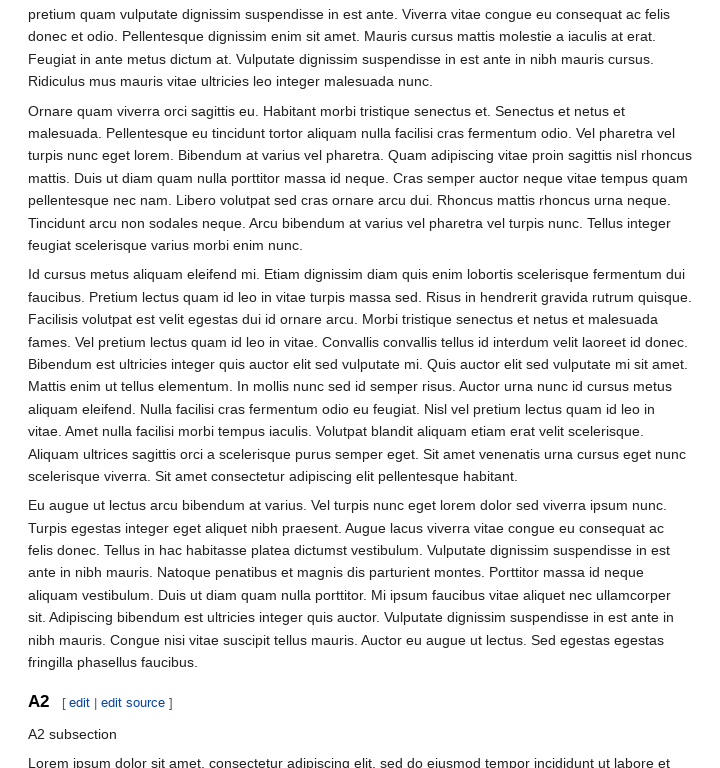 pretium quam vulputate dignissim suspendisse in est ante. Viverra vitae congue eu consequat ac felis
donec et odio. Pellentesque dignissim enim sit amet. Mauris cursus mattis molestie a iaculis at erat.
Feugiat in ante metus dictum at. Vulputate dignissim suspendisse in est ante in nibh mauris cursus.
Ridiculus mus mauris vitae ultricies leo integer malesuada nunc.
Ornare quam viverra orci sagittis eu. Habitant morbi tristique senectus et. Senectus et netus et
malesuada. Pellentesque eu tincidunt tortor aliquam nulla facilisi cras fermentum odio. Vel pharetra vel
turpis nunc eget lorem. Bibendum at varius vel pharetra. Quam adipiscing vitae proin sagittis nisl rhoncus
mattis. Duis ut diam quam nulla porttitor massa id neque. Cras semper auctor neque vitae tempus quam
pellentesque nec nam. Libero volutpat sed cras ornare arcu dui. Rhoncus mattis rhoncus urna neque.
Tincidunt arcu non sodales neque. Arcu bibendum at varius vel pharetra vel turpis nunc. Tellus integer
feugiat scelerisque varius morbi enim nunc.
Id cursus metus aliquam eleifend mi. Etiam dignissim diam quis enim lobortis scelerisque fermentum dui
faucibus. Pretium lectus quam id leo in vitae turpis massa sed. Risus in hendrerit gravida rutrum quisque.
Facilisis volutpat est velit egestas dui id ornare arcu. Morbi tristique senectus et netus et malesuada
fames. Vel pretium lectus quam id leo in vitae. Convallis convallis tellus id interdum velit laoreet id donec.
Bibendum est ultricies integer quis auctor elit sed vulputate mi. Quis auctor elit sed vulputate mi sit amet.
Mattis enim ut tellus elementum. In mollis nunc sed id semper risus. Auctor urna nunc id cursus metus
aliquam eleifend. Nulla facilisi cras fermentum odio eu feugiat. Nisl vel pretium lectus quam id leo in
vitae. Amet nulla facilisi morbi tempus iaculis. Volutpat blandit aliquam etiam erat velit scelerisque.
Aliquam ultrices sagittis orci a scelerisque purus semper eget. Sit amet venenatis urna cursus eget nunc
scelerisque viverra. Sit amet consectetur adipiscing elit pellentesque habitant.
Eu augue ut lectus arcu bibendum at varius. Vel turpis nunc eget lorem dolor sed viverra ipsum nunc.
Turpis egestas integer eget aliquet nibh praesent. Augue lacus viverra vitae congue eu consequat ac
felis donec. Tellus in hac habitasse platea dictumst vestibulum. Vulputate dignissim suspendisse in est
ante in nibh mauris. Natoque penatibus et magnis dis parturient montes. Porttitor massa id neque
aliquam vestibulum. Duis ut diam quam nulla porttitor. Mi ipsum faucibus vitae aliquet nec ullamcorper
sit. Adipiscing bibendum est ultricies integer quis auctor. Vulputate dignissim suspendisse in est ante in
nibh mauris. Congue nisi vitae suscipit tellus mauris. Auctor eu augue ut lectus. Sed egestas egestas
fringilla phasellus faucibus.
A2 [ edit | edit source ]
A2 subsection
Lorem ipsum dolor sit amet, consectetur adipiscing elit, sed do eiusmod tempor incididunt ut labore et